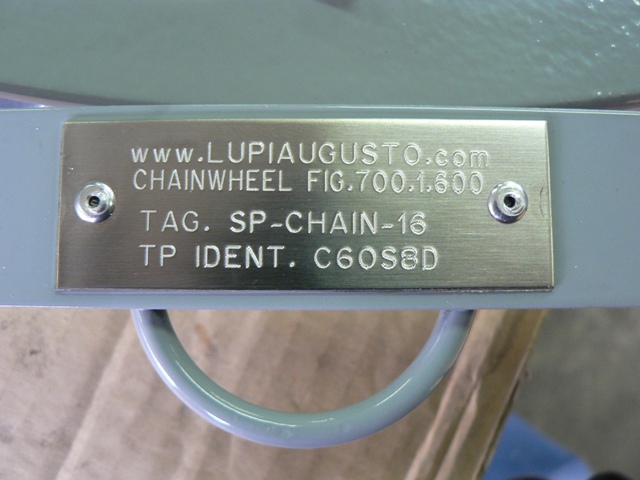 www.LUPIAUGUSTO.com
CHAINWHEEL FIG.700.1.600
TAG. SP-CHAIN-16
TP IDENT. C60S8D